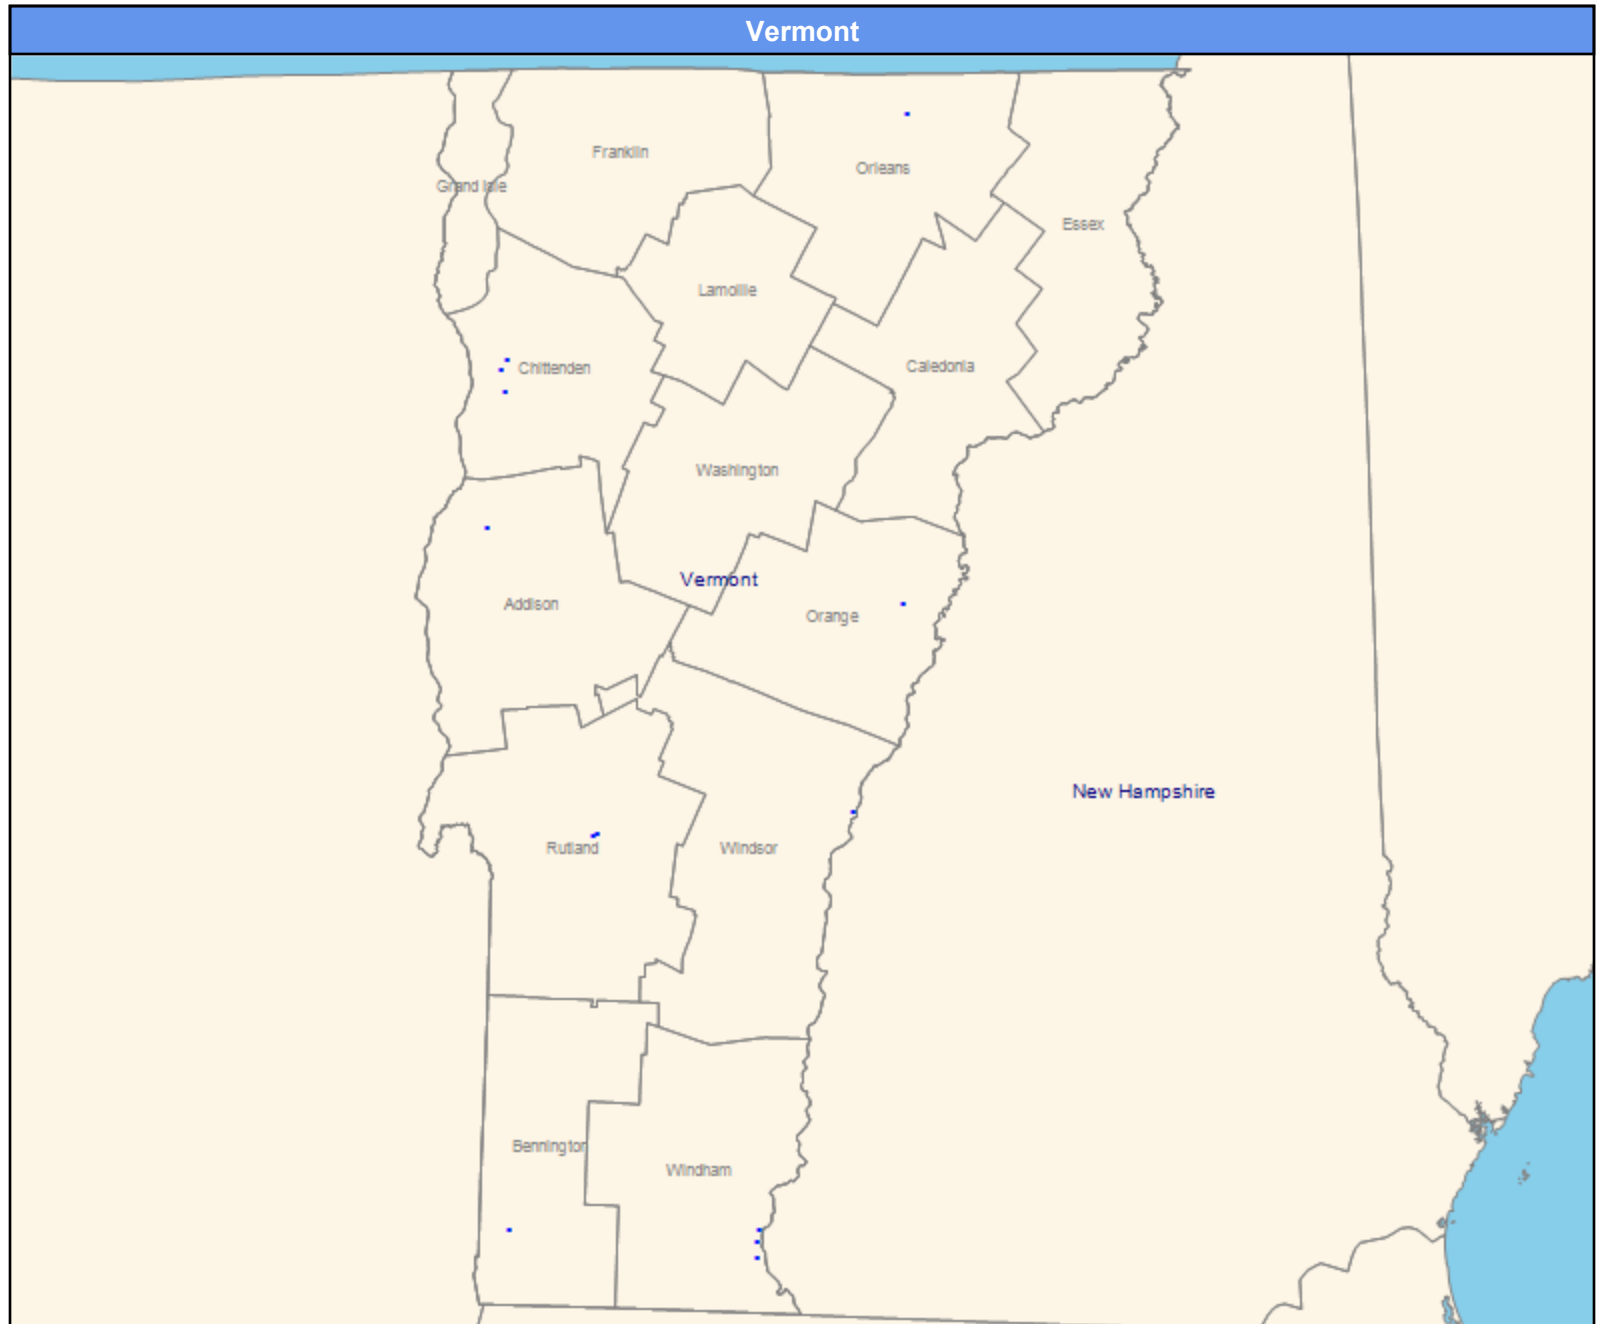 Vermont
Franklin
Orleans
Grand Isle
Essex
Lamoille
Chittenden
Caledonia
Washington
Vermont
Addison
Orange
New Hampshire
Rutland
Windsor
Bennington
Windham